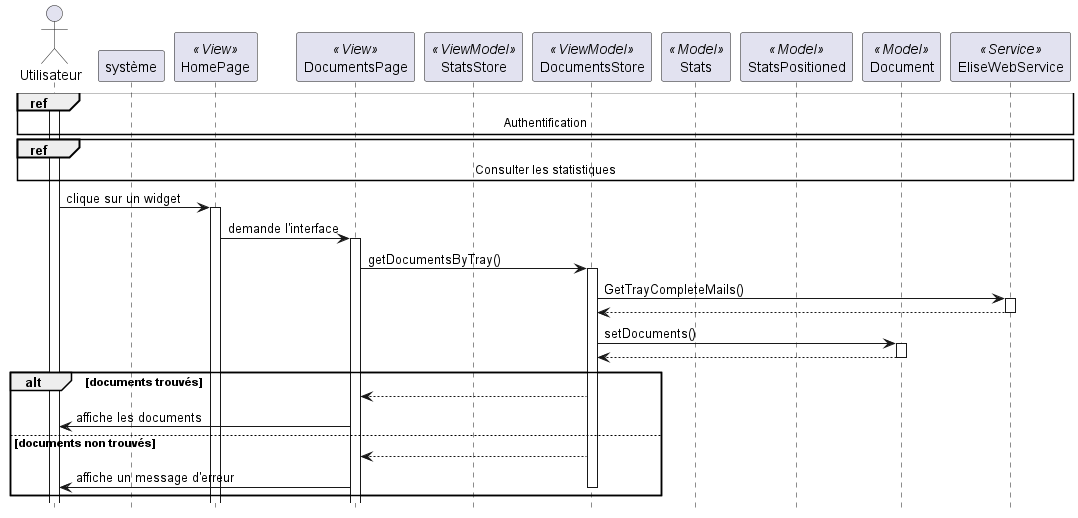 Utilisateur
système
« View»
HomePage
« View»
DocumentsPage
« ViewModel»
StatsStore
« ViewModel»
DocumentsStore
« Model»
Stats
« Model»
StatsPositioned
« Model»
Document
« Service»
EliseWebService
ref
Authentification
ref
Consulter les statistiques
clique sur un widget
demande l'interface
getDocumentsByTray()
GetTrayCompleteMails()
setDocuments()
alt
[documents trouvés]
affiche les documents
[documents non trouvés]
affiche un message d'erreur